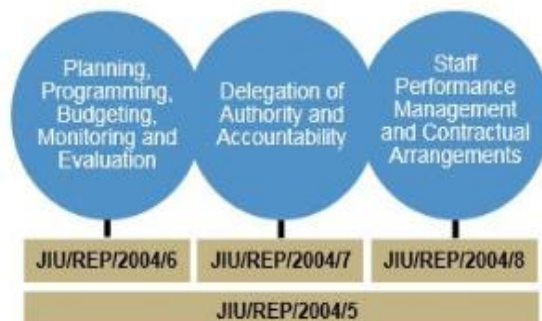 Planning,
Programming,
Budgeting,
Monitoring and
Evaluation
Delegation of
Authority and
Accountability
Staff
Performance
Management
and Contractual
Arrangements
JIU/REP/2004/6
JIU/REP/2004/7
JIU/REP/2004/8
JIU/REP/2004/5